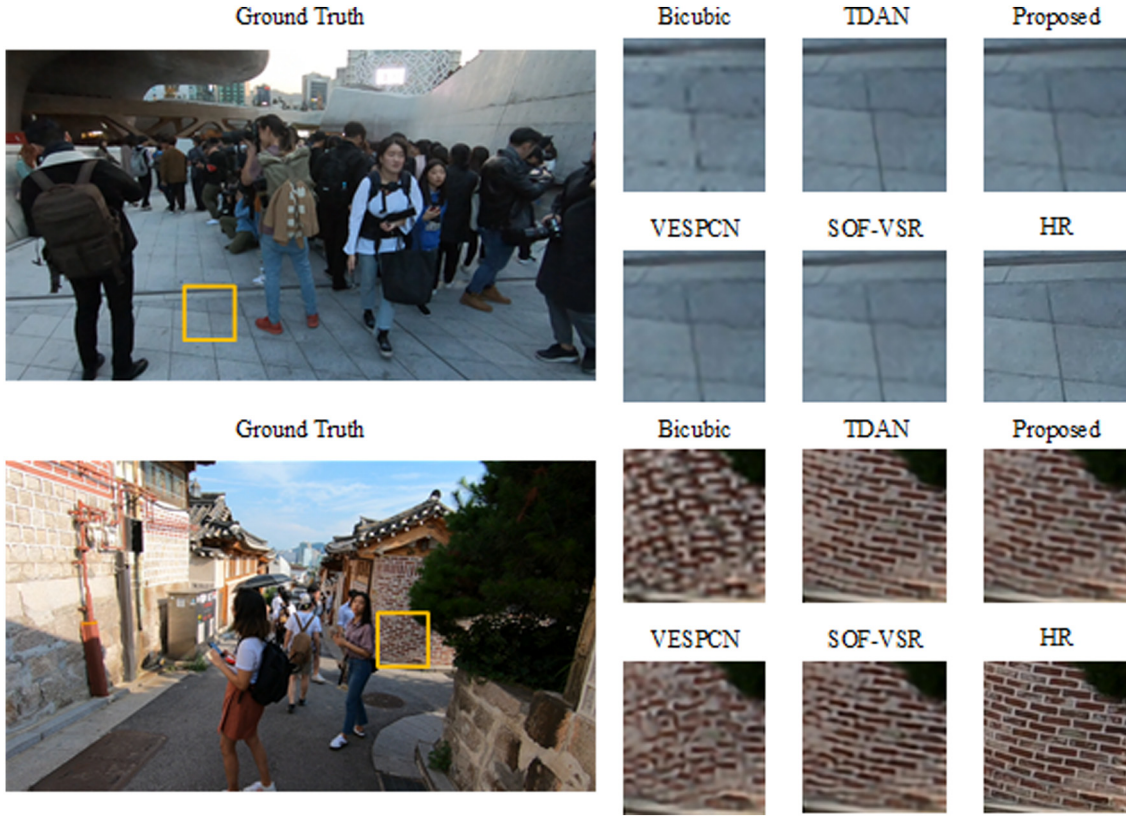 Ground Truth
Bicubic
TDAN
Proposed
VESPCN
SOF-VSR
HR
Ground Truth
Bicubic
TDAN
Proposed
VESPCN
SOF-VSR
HR